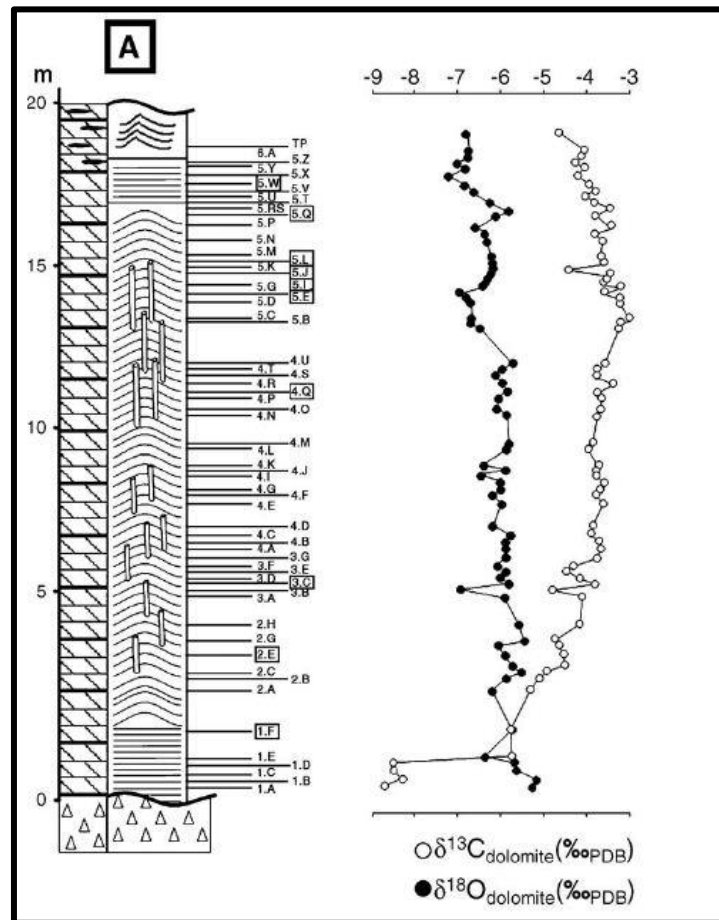 A
m
-9 -8 -7 -6 -5 -4 -3
20
TP
6.A
5.Z
5.Y
5.X
5.W
5.V
5.U
5.T
5.RS
5.Q
5.P
5.N
5.M
5.L
15
5.K
5.J
5.I
5.G
5.E
5.D
5.C
5.B
4.U
4.T
4.S
4.R
4.Q
4.P
4.O
4.N
10
4.M
4.L
4.K
4.J
4.I
4.G
4.F
4.E
4.D
4.C
4.B
4.A
3.G
3.F
3.E
3.D
3.C
5
3.B
3.A
2.H
2.G
2.E
2.C
2.B
2.A
1.F
1.E
1.D
1.C
1.B
1.A
0
δ13Cdolomite(‰PDB)
δ18Odolomite(‰PDB)